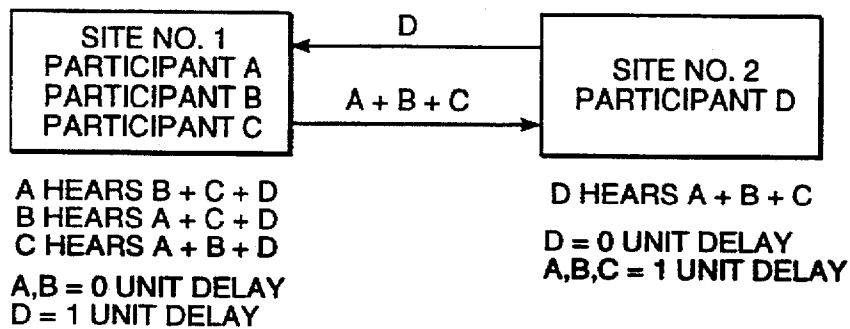 SITE NO. 1
PARTICIPANT A
PARTICIPANT B
PARTICIPANT C
D
A + B + C
SITE NO. 2
PARTICIPANT D
A HEARS B + C + D
B HEARS A + C + D
C HEARS A + B + D
A,B = 0 UNIT DELAY
D = 1 UNIT DELAY
D HEARS A + B + C
D = 0 UNIT DELAY
A,B,C = 1 UNIT DELAY